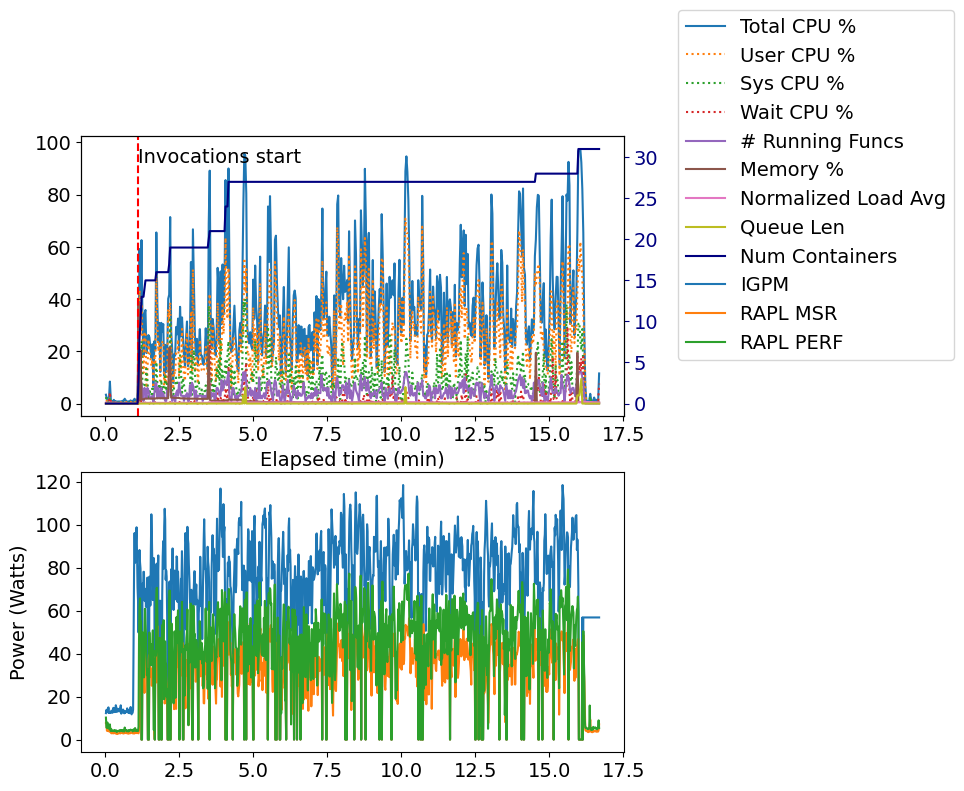 Total CPU %
User CPU %
Sys CPU %
Wait CPU %
# Running Funcs
Memory %
Normalized Load Avg
Queue Len
Num Containers
IGPM
RAPL MSR
RAPL PERF
Invocations start
100
80
60
40
20
0
30
25
20
15
10
5
0
0.0 2.5 5.0 7.5 10.0 12.5 15.0 17.5
Elapsed time (min)
Power (Watts)
120
100
80
60
40
20
0
0.0 2.5 5.0 7.5 10.0 12.5 15.0 17.5